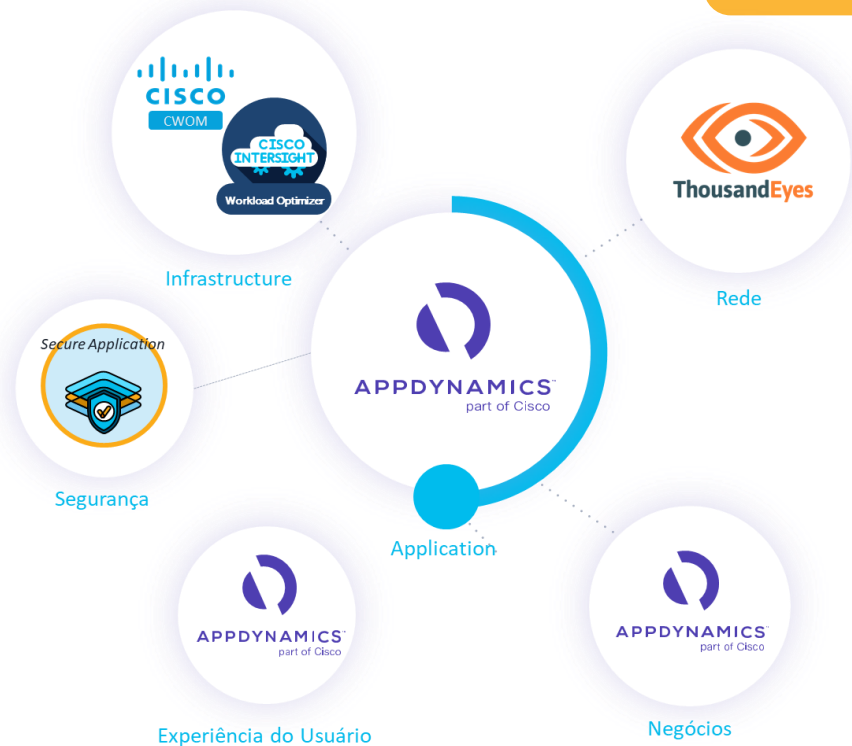 CISCO
CWOM
CISCO
INTERSIGHT
Workload Optimizer
Infrastructure
ThousandEyes
Rede
APPDYNAMICS
part of Cisco
Application
Secure Application
Segurança
APPDYNAMICS
part of Cisco
Experiência do Usuário
APPDYNAMICS
part of Cisco
Negócios